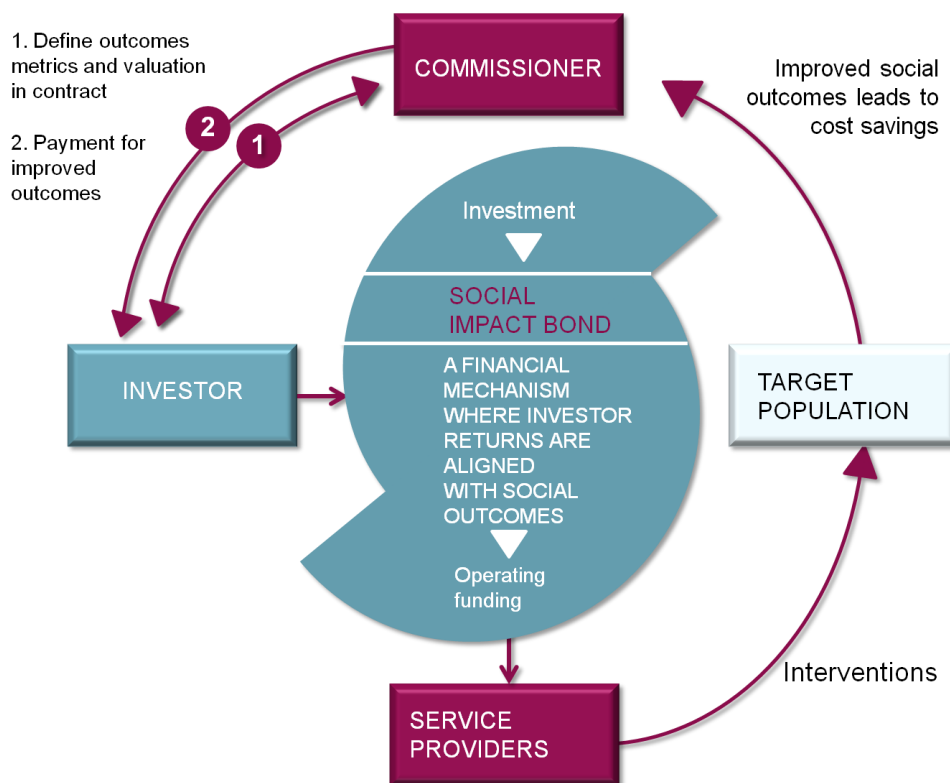 1. Define outcomes
metrics and valuation
in contract
2. Payment for
improved
outcomes
COMMISSIONER
2
1
Improved social
outcomes leads to
cost savings
Investment
SOCIAL
IMPACT BOND
A FINANCIAL
MECHANISM
WHERE INVESTOR
RETURNS ARE
ALIGNED
WITH SOCIAL
OUTCOMES
Operating
funding
INVESTOR
TARGET
POPULATION
Interventions
SERVICE
PROVIDERS